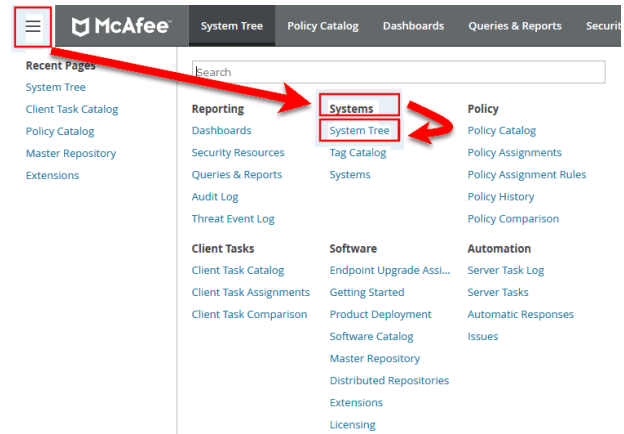 McAfee™ System Tree Policy Catalog Dashboards Queries & Reports Securit
Recent Pages
System Tree
Client Task Catalog
Policy Catalog
Master Repository
Extensions
Search
Reporting
Dashboards
Security Resources
Queries & Reports
Audit Log
Threat Event Log
Systems
System Tree
Tag Catalog
Systems
Policy
Policy Catalog
Policy Assignments
Policy Assignment Rules
Policy History
Policy Comparison
Client Tasks
Client Task Catalog
Client Task Assignments
Client Task Comparison
Software
Endpoint Upgrade Assi...
Getting Started
Product Deployment
Software Catalog
Master Repository
Distributed Repositories
Extensions
Licensing
Automation
Server Task Log
Server Tasks
Automatic Responses
Issues